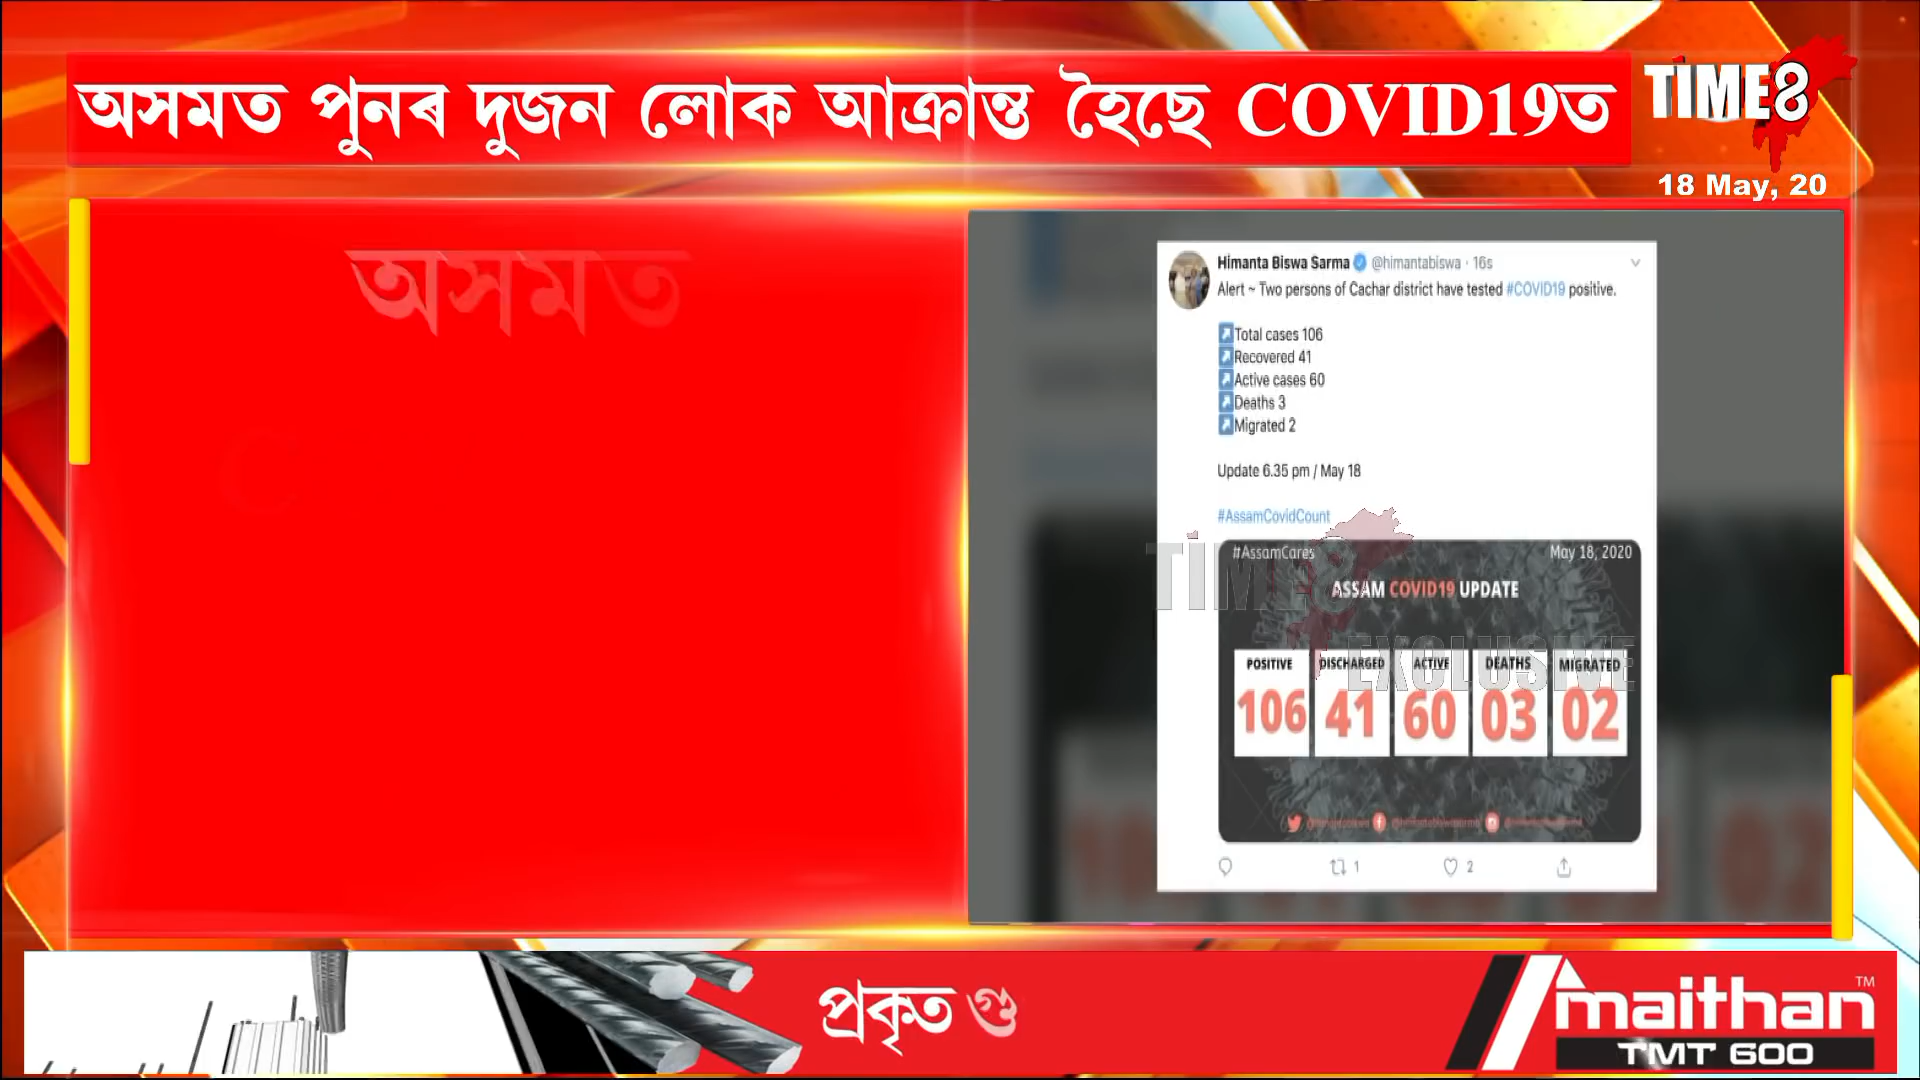 অসমত পুনৰ দুজন লোক আক্ৰান্ত হৈছে COVID19ত
TIME8
18 May, 20
অসমত
Himanta Biswa Sarma @himantabiswa · 16s
Alert ~ Two persons of Cachar district have tested #COVID19 positive.
Total cases 106
Recovered 41
Active cases 60
Deaths 3
Migrated 2
Update 6.35 pm / May 18
#AssamCovidCount
#AssamCares
May 18, 2020
TIME8
ASSAM COVID19 UPDATE
EXCLUSIVE
POSITIVE DISCHARGED ACTIVE DEATHS MIGRATED
106 41 60 03 02
1 2
প্ৰকৃত গু
maithan™
TMT 600